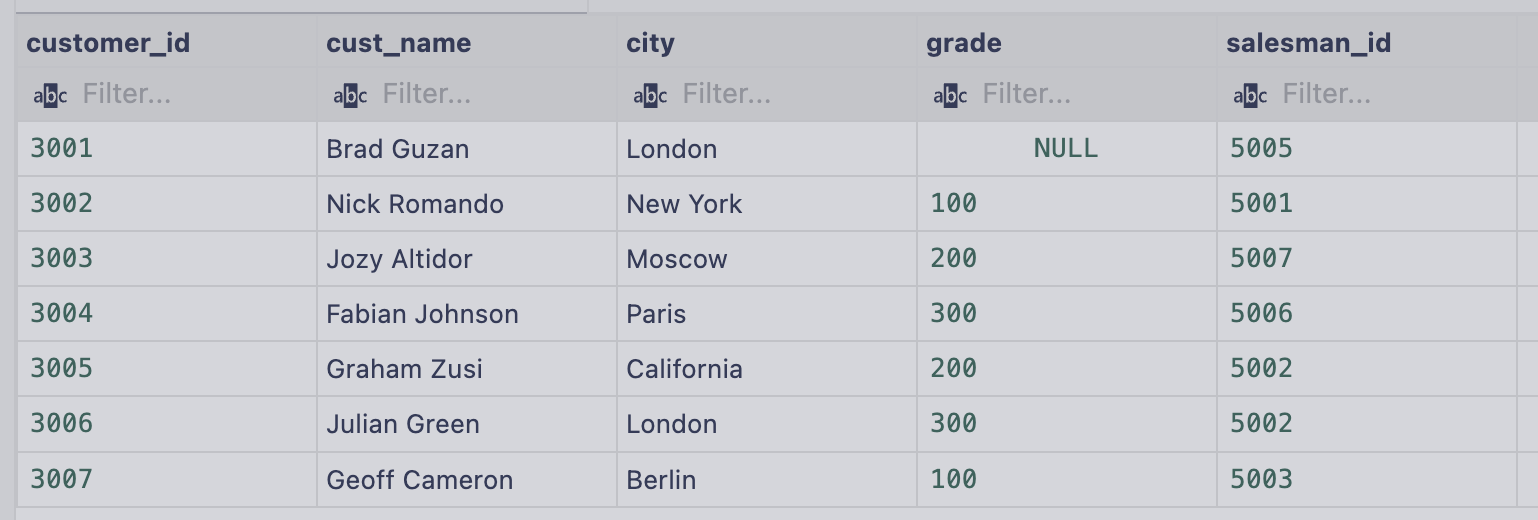 customer_id cust_name city grade salesman_id
abc Filter... abc Filter... abc Filter... abc Filter... abc Filter...
3001 Brad Guzan London NULL 5005
3002 Nick Romando New York 100 5001
3003 Jozy Altidor Moscow 200 5007
3004 Fabian Johnson Paris 300 5006
3005 Graham Zusi California 200 5002
3006 Julian Green London 300 5002
3007 Geoff Cameron Berlin 100 5003